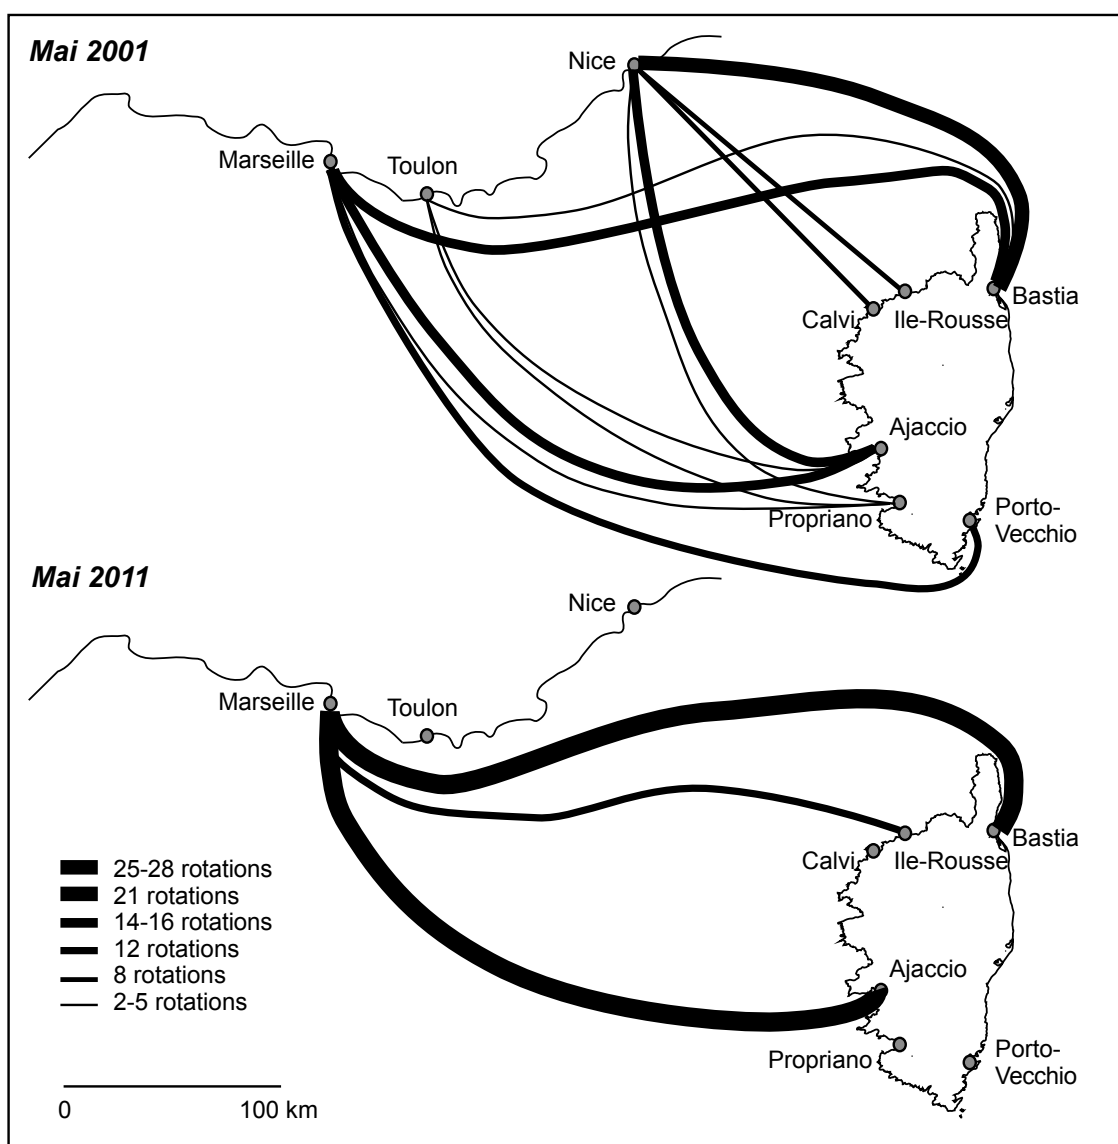 Mai 2001
Nice
Marseille
Toulon
Bastia
Calvi
Ile-Rousse
Ajaccio
Propriano
Porto-
Vecchio
Mai 2011
Nice
Marseille
Toulon
Bastia
Calvi
Ile-Rousse
25-28 rotations
21 rotations
14-16 rotations
12 rotations
8 rotations
2-5 rotations
Ajaccio
Propriano
Porto-
Vecchio
0
100 km